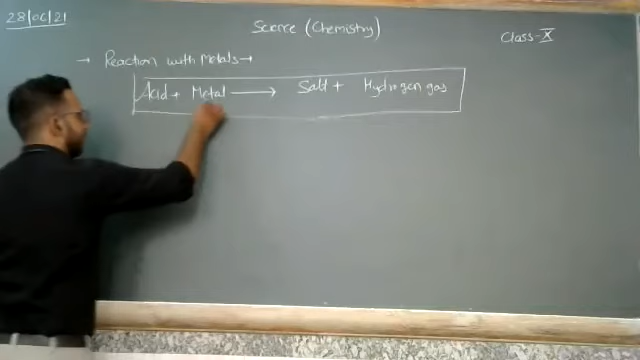 28/06/21
Science (Chemistry)
Class-X
→ Reaction with Metals →
Acid + Metal → Salt + Hydrogen gas